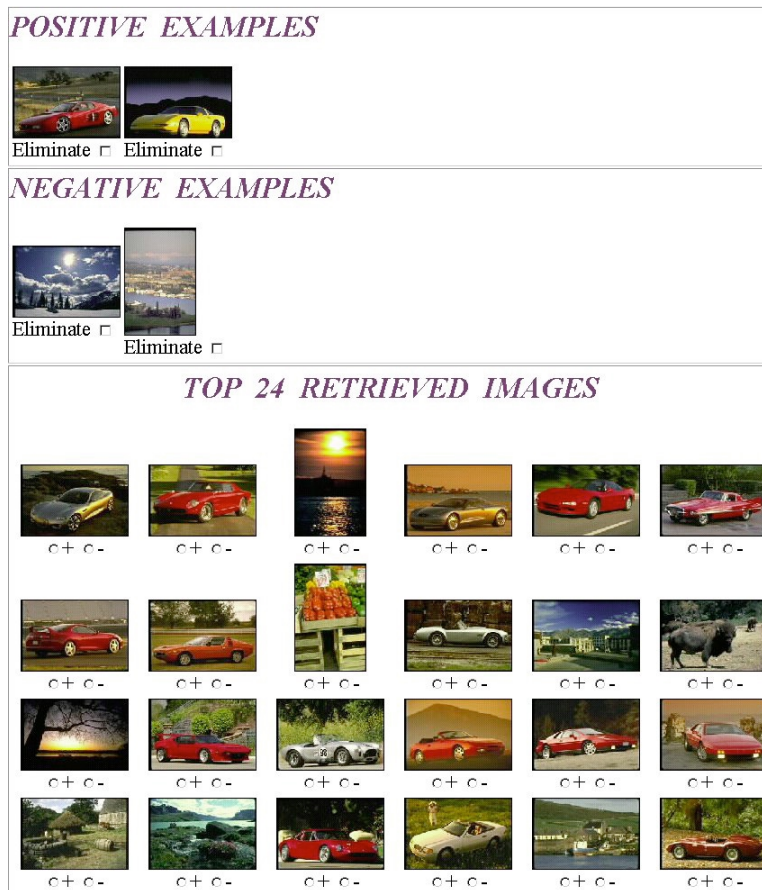 POSITIVE EXAMPLES
Eliminate Eliminate
NEGATIVE EXAMPLES
Eliminate
Eliminate
TOP 24 RETRIEVED IMAGES
+ - + - + - + - + - + -
+ - + - + - + - + - + -
+ - + - + - + - + - + -
+ - + - + - + - + - + -